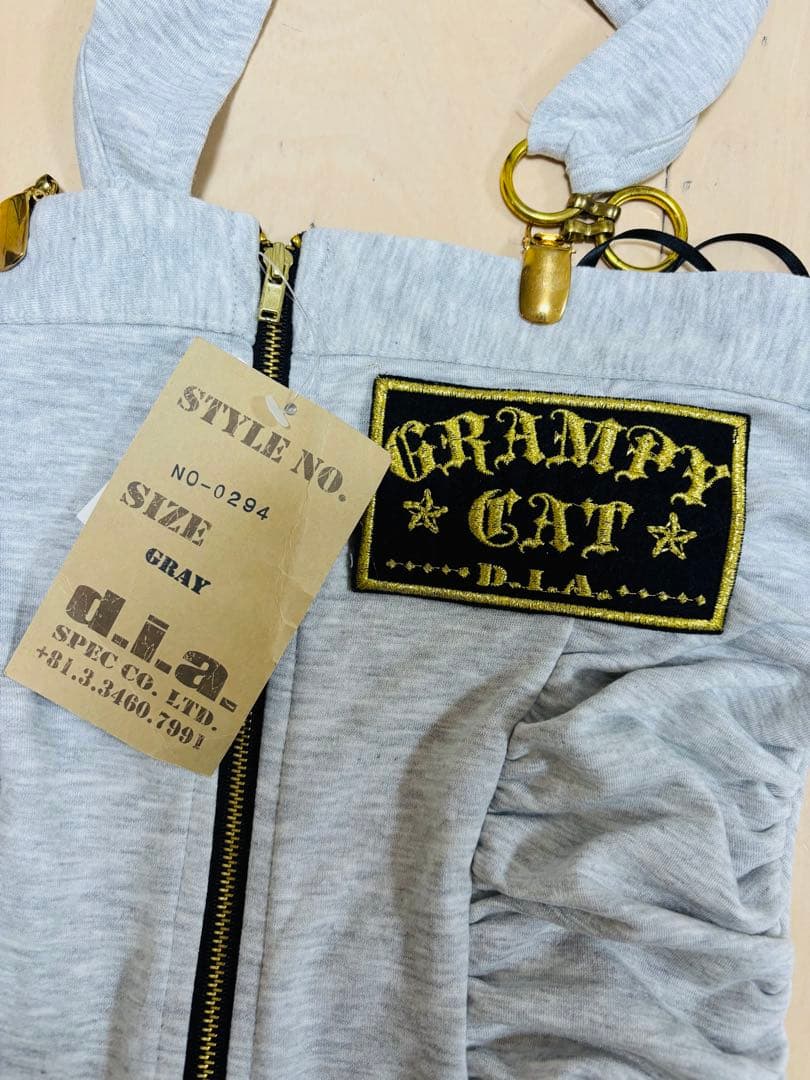 STYLE NO.
NO-0294
SIZE
GRAY
d.i.a.
SPEC CO. LTD.
+81.3.3460.7991
GRAMPY
CAT
D.I.A.